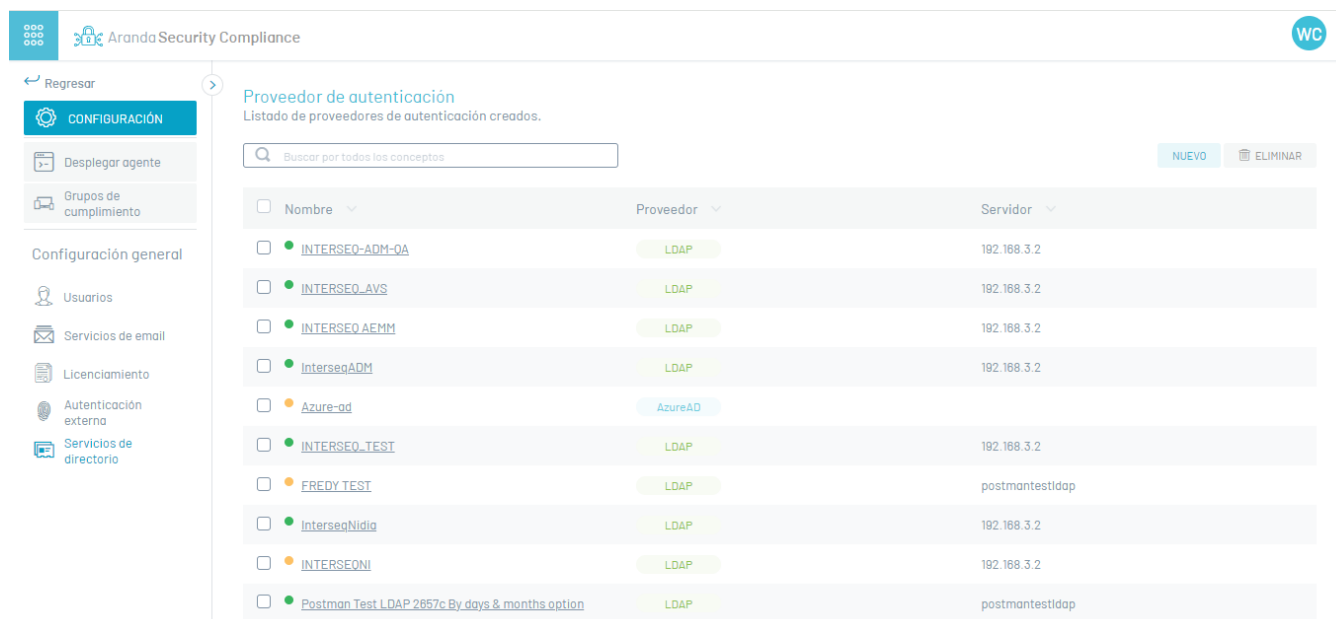 Aranda Security Compliance
WC
Regresar
CONFIGURACIÓN
Desplegar agente
Grupos de
cumplimiento
Configuración general
Usuarios
Servicios de email
Licenciamiento
Autenticación
externa
Servicios de
directorio
Proveedor de autenticación
Listado de proveedores de autenticación creados.
Buscar por todos los conceptos
NUEVO ELIMINAR
Nombre Proveedor Servidor
INTERSEQ-ADM-QA LDAP 192.168.3.2
INTERSEQ_AVS LDAP 192.168.3.2
INTERSEQ AEMM LDAP 192.168.3.2
InterseqADM LDAP 192.168.3.2
Azure-ad AzureAD
INTERSEQ_TEST LDAP 192.168.3.2
FREDY TEST LDAP postmantestldap
InterseqNidia LDAP 192.168.3.2
INTERSEQNI LDAP 192.168.3.2
Postman Test LDAP 2657c By days & months option LDAP postmantestldap